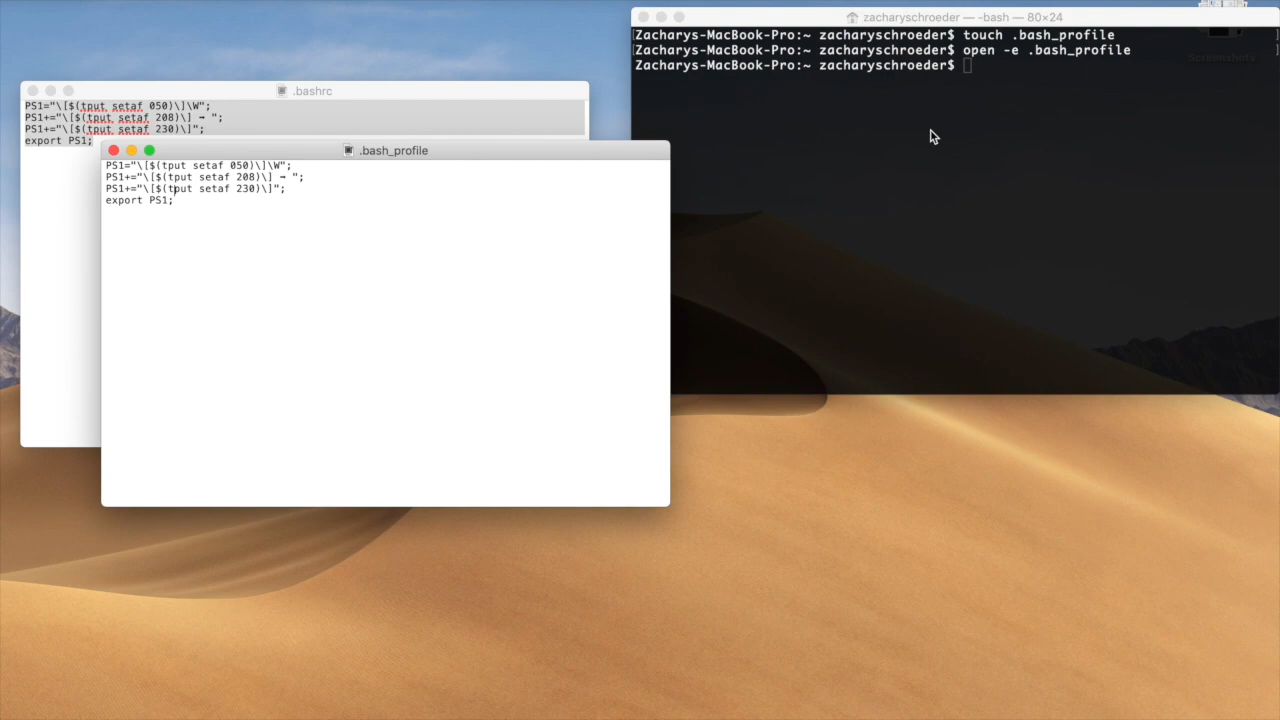 zacharyschroeder — -bash — 80×24
Zacharys-MacBook-Pro:~ zacharyschroeder$ touch .bash_profile
Zacharys-MacBook-Pro:~ zacharyschroeder$ open -e .bash_profile
Zacharys-MacBook-Pro:~ zacharyschroeder$
Screenshots
.bashrc
PS1="\[$(tput setaf 050)\]\W";
PS1+="\[$(tput setaf 208)\] → ";
PS1+="\[$(tput setaf 230)\]";
export PS1;
.bash_profile
PS1="\[$(tput setaf 050)\]\W";
PS1+="\[$(tput setaf 208)\] → ";
PS1+="\[$(tput setaf 230)\]";
export PS1;